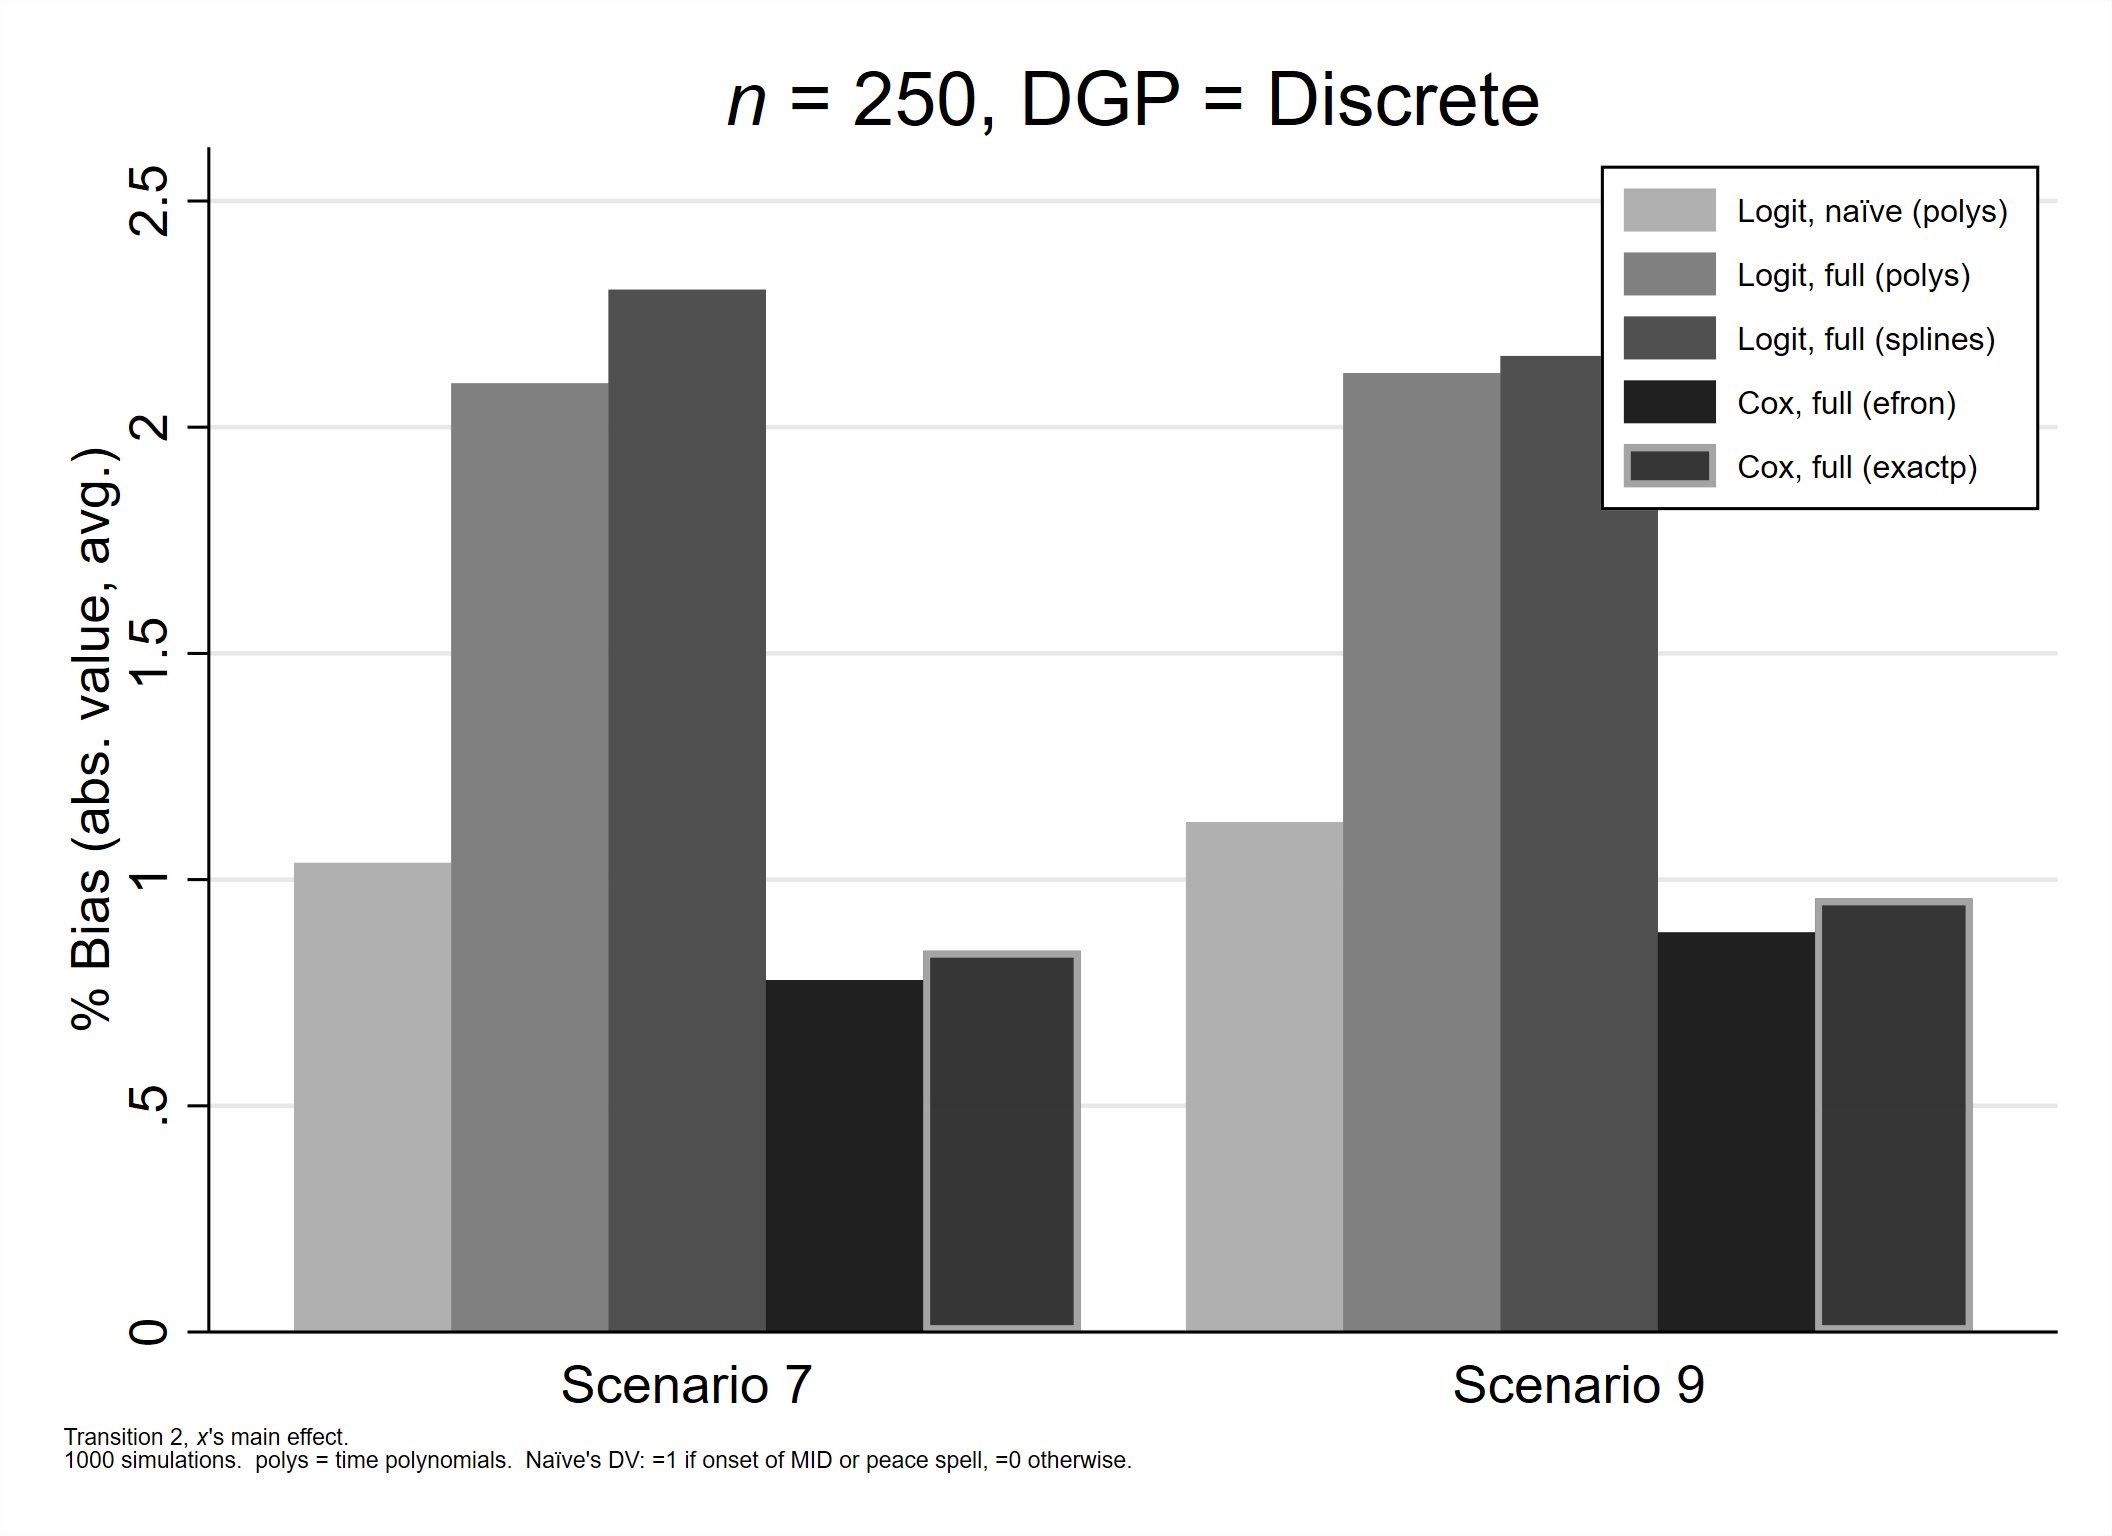 n = 250, DGP = Discrete
% Bias (abs. value, avg.)
2.5
2
1.5
1
.5
0
Logit, naïve (polys)
Logit, full (polys)
Logit, full (splines)
Cox, full (efron)
Cox, full (exactp)
Scenario 7
Scenario 9
Transition 2, x's main effect.
1000 simulations.  polys = time polynomials.  Naïve's DV: =1 if onset of MID or peace spell, =0 otherwise.